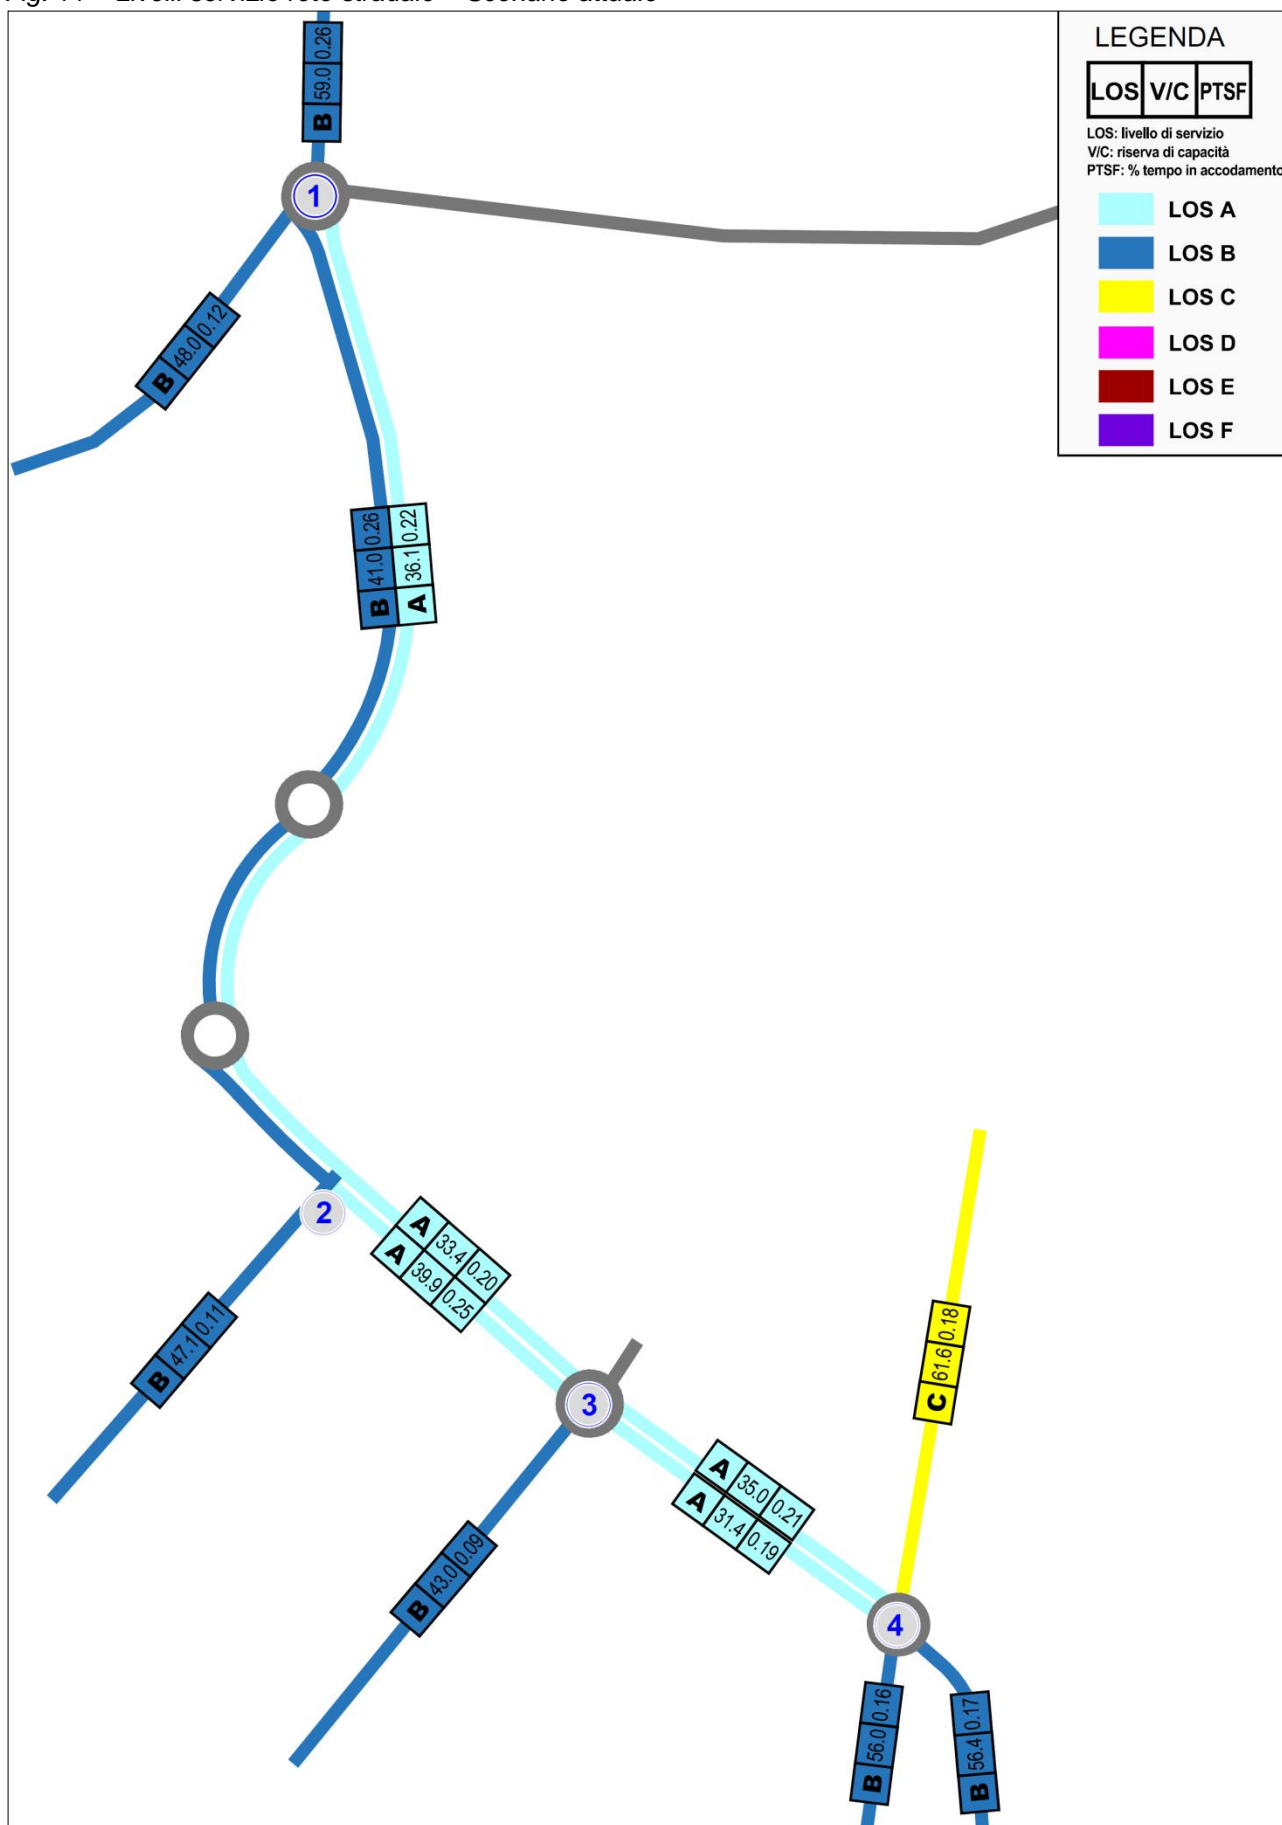 LEGENDA
LOS V/C PTSF
LOS: livello di servizio
V/C: riserva di capacità
PTSF: % tempo in accodamento
LOS A
LOS B
LOS C
LOS D
LOS E
LOS F
B 59.0 0.26
1
B 48.0 0.12
B 41.0 0.26
A 36.1 0.22
2
A 33.4 0.20
A 39.9 0.25
B 47.1 0.11
3
C 61.6 0.18
A 35.0 0.21
A 31.4 0.19
B 43.0 0.09
4
B 56.0 0.16
B 56.4 0.17